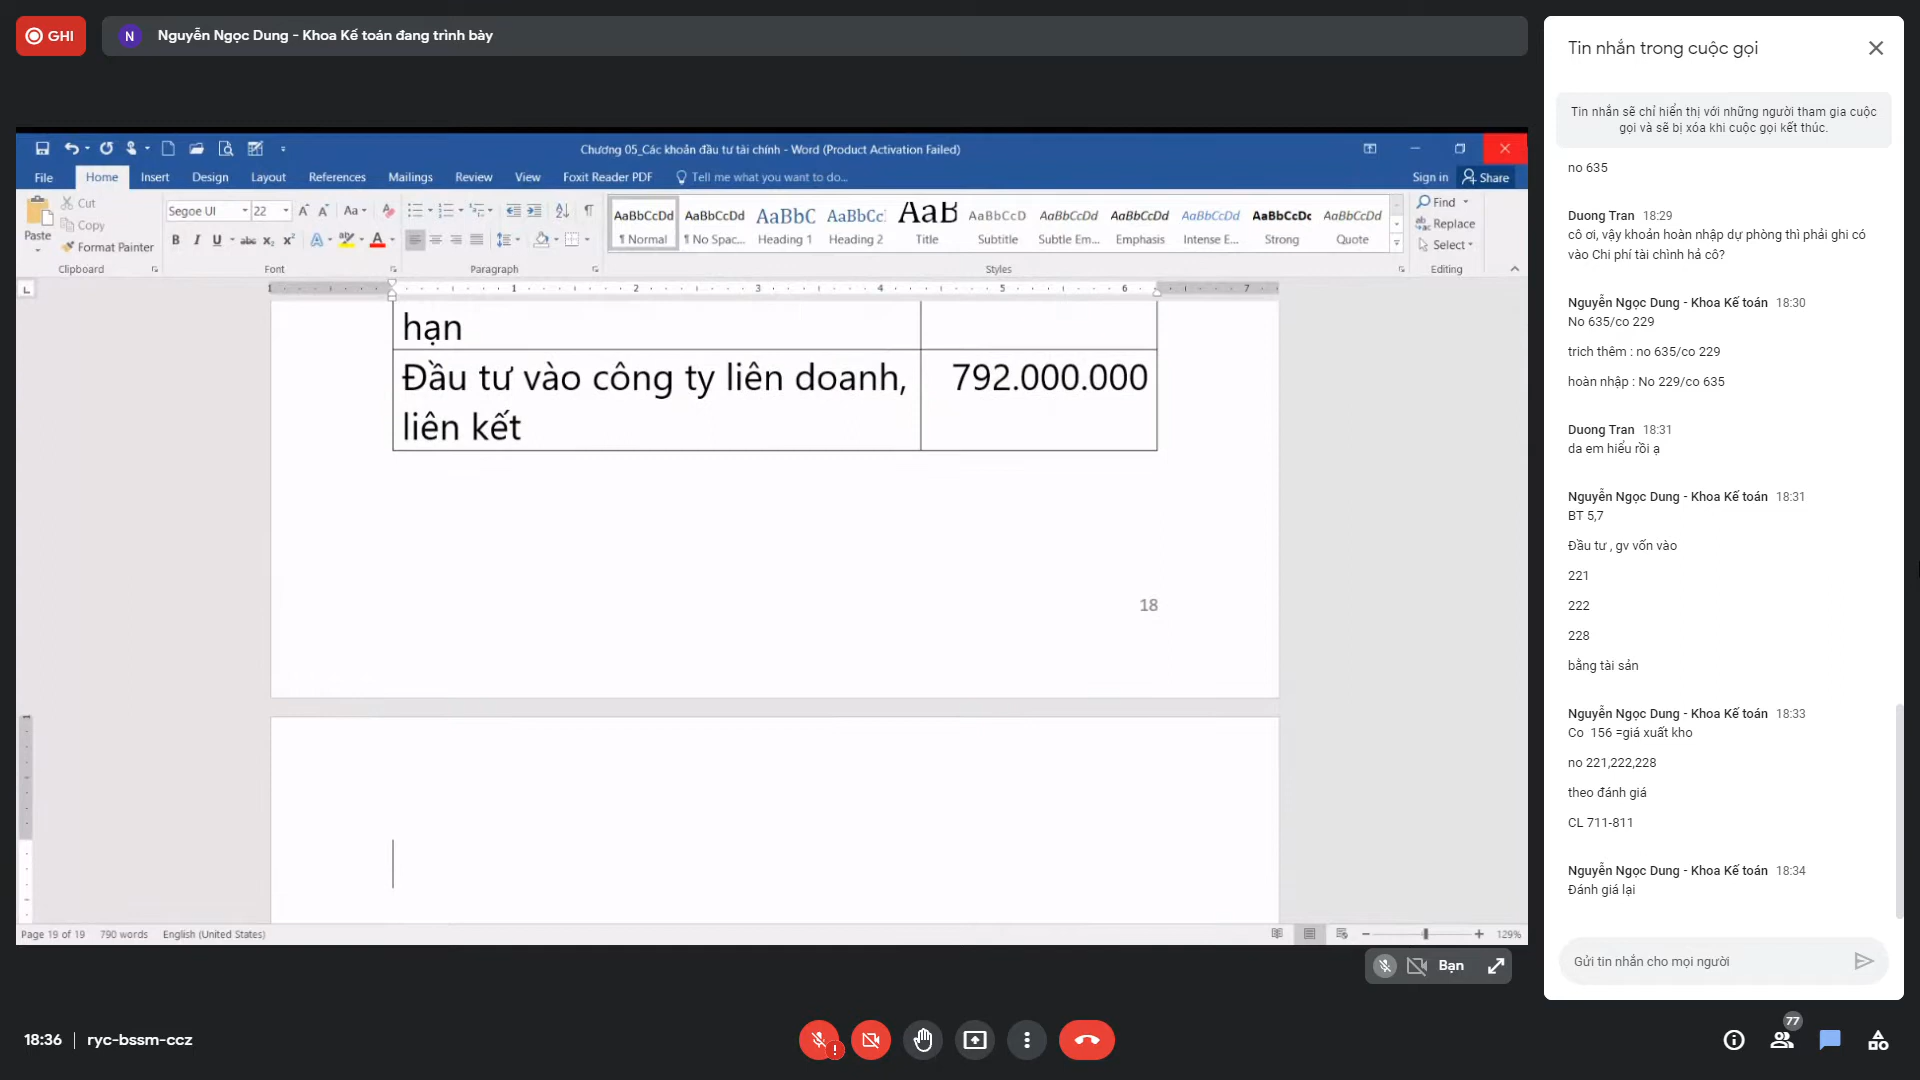 GHI
N
Nguyễn Ngọc Dung - Khoa Kế toán đang trình bày
Chương 05_Các khoản đầu tư tài chính - Word (Product Activation Failed)
File
Home
Insert
Design
Layout
References
Mailings
Review
View
Foxit Reader PDF
Tell me what you want to do...
Sign in
Share
Paste
Cut
Copy
Format Painter
Clipboard
Segoe UI
22
Font
Paragraph
AaBbCcDd
¶ Normal
AaBbCcDd
¶ No Spac...
AaBbC
Heading 1
AaBbCc
Heading 2
AaB
Title
AaBbCcD
Subtitle
AaBbCcDd
Subtle Em...
AaBbCcDd
Emphasis
AaBbCcDd
Intense E...
AaBbCcDc
Strong
AaBbCcDd
Quote
Styles
Find
Replace
Select
Editing
1 1 2 3 4 5 6 7
hạn
Đầu tư vào công ty liên doanh, 792.000.000
liên kết
18
Page 19 of 19 790 words English (United States)
129%
Bạn
18:36 | ryc-bssm-ccz
77
Tin nhắn trong cuộc gọi
Tin nhắn sẽ chỉ hiển thị với những người tham gia cuộc
gọi và sẽ bị xóa khi cuộc gọi kết thúc.
no 635
Duong Tran 18:29
cô ơi, vậy khoản hoàn nhập dự phòng thì phải ghi có
vào Chi phí tài chình hả cô?
Nguyễn Ngọc Dung - Khoa Kế toán 18:30
No 635/co 229
trich thêm : no 635/co 229
hoàn nhập : No 229/co 635
Duong Tran 18:31
da em hiểu rồi ạ
Nguyễn Ngọc Dung - Khoa Kế toán 18:31
BT 5,7
Đầu tư , gv vốn vào
221
222
228
bằng tài sản
Nguyễn Ngọc Dung - Khoa Kế toán 18:33
Co 156 =giá xuất kho
no 221,222,228
theo đánh giá
CL 711-811
Nguyễn Ngọc Dung - Khoa Kế toán 18:34
Đánh giá lại
Gửi tin nhắn cho mọi người